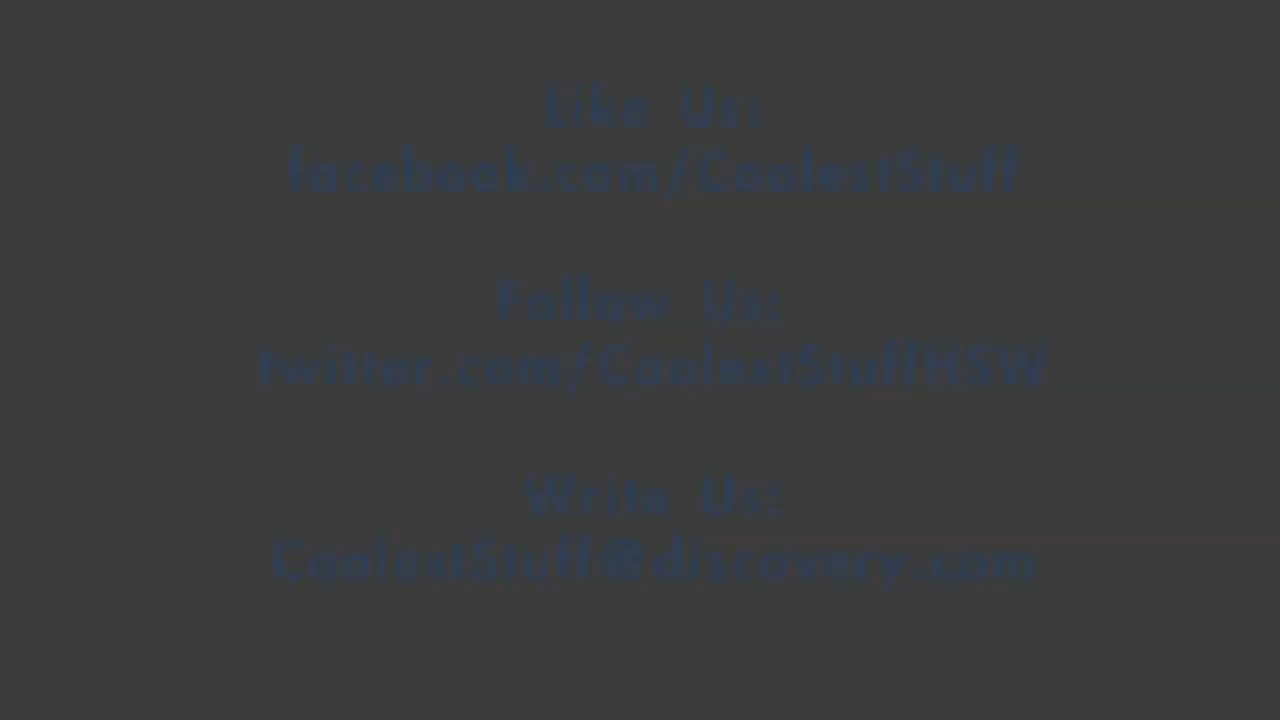 Like Us:
facebook.com/CoolestStuff
Follow Us:
twitter.com/CoolestStuffHSW
Write Us:
CoolestStuff@discovery.com